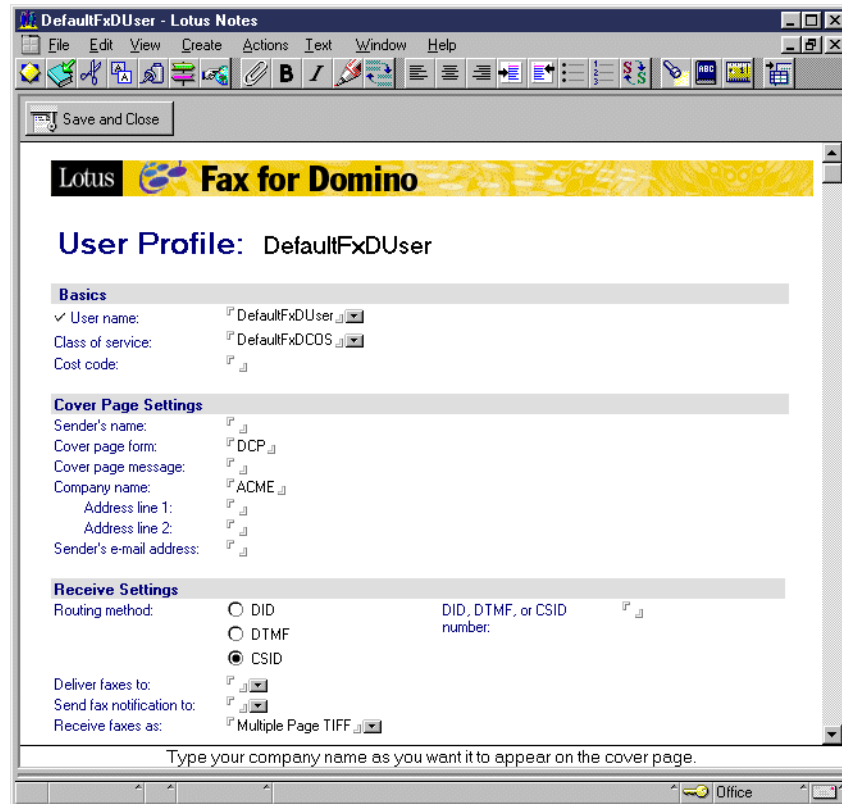 DefaultFxDUser - Lotus Notes
File Edit View Create Actions Text Window Help
Save and Close
Lotus Fax for Domino
User Profile: DefaultFxDUser
Basics
User name: DefaultFxDUser
Class of service: DefaultFxDCOS
Cost code:
Cover Page Settings
Sender's name:
Cover page form: DCP
Cover page message:
Company name: ACME
Address line 1:
Address line 2:
Sender's e-mail address:
Receive Settings
Routing method: DID DID, DTMF, or CSID
number:
DTMF
CSID
Deliver faxes to:
Send fax notification to:
Receive faxes as: Multiple Page TIFF
Type your company name as you want it to appear on the cover page.
Office